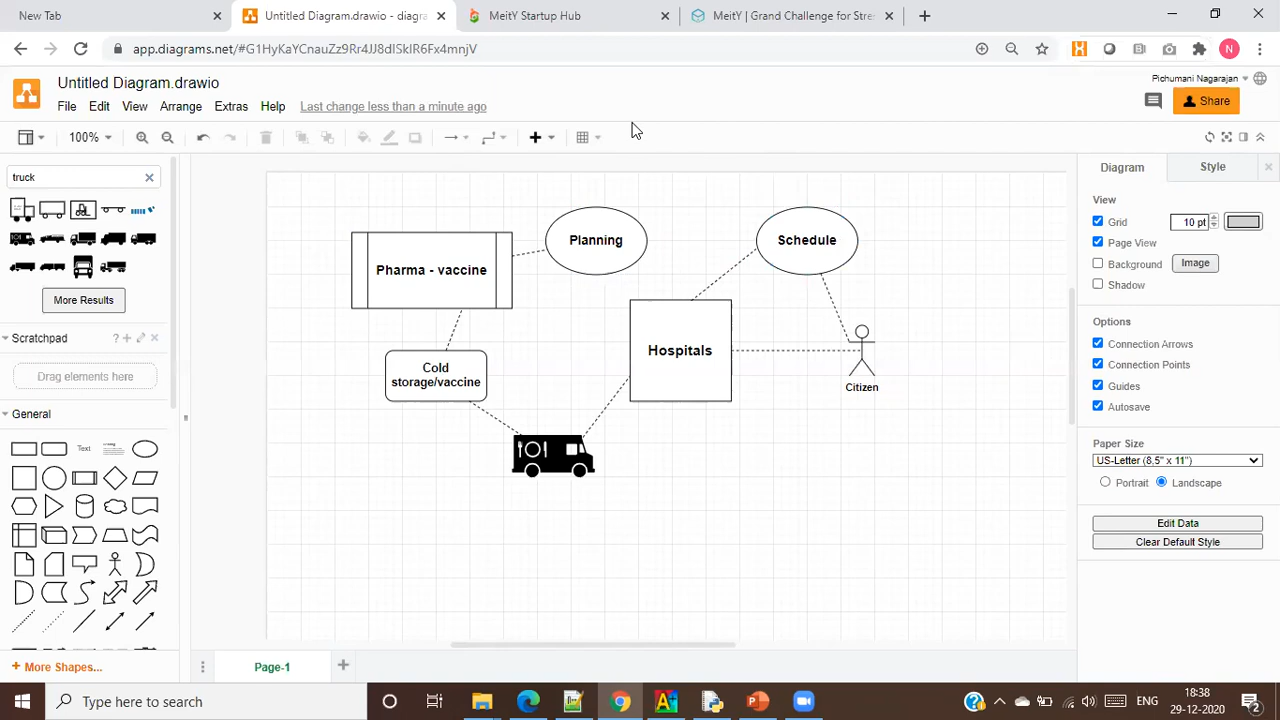 New Tab
Untitled Diagram.drawio - diagra
MeitY Startup Hub
MeitY | Grand Challenge for Stre
app.diagrams.net/#G1HyKaYCnauZz9Rr4JJ8dlSklR6Fx4mnjV
N
Untitled Diagram.drawio
Pichumani Nagarajan
File Edit View Arrange Extras Help Last change less than a minute ago
Share
100%
truck
Diagram
Style
View
Grid
10 pt
Page View
Background
Image
Shadow
More Results
Scratchpad
Drag elements here
General
Text
More Shapes...
Options
Connection Arrows
Connection Points
Guides
Autosave
Paper Size
US-Letter (8,5" x 11")
Portrait
Landscape
Edit Data
Clear Default Style
Planning
Schedule
Pharma - vaccine
Hospitals
Cold
storage/vaccine
Citizen
Page-1
Type here to search
ENG
18:38
29-12-2020
2